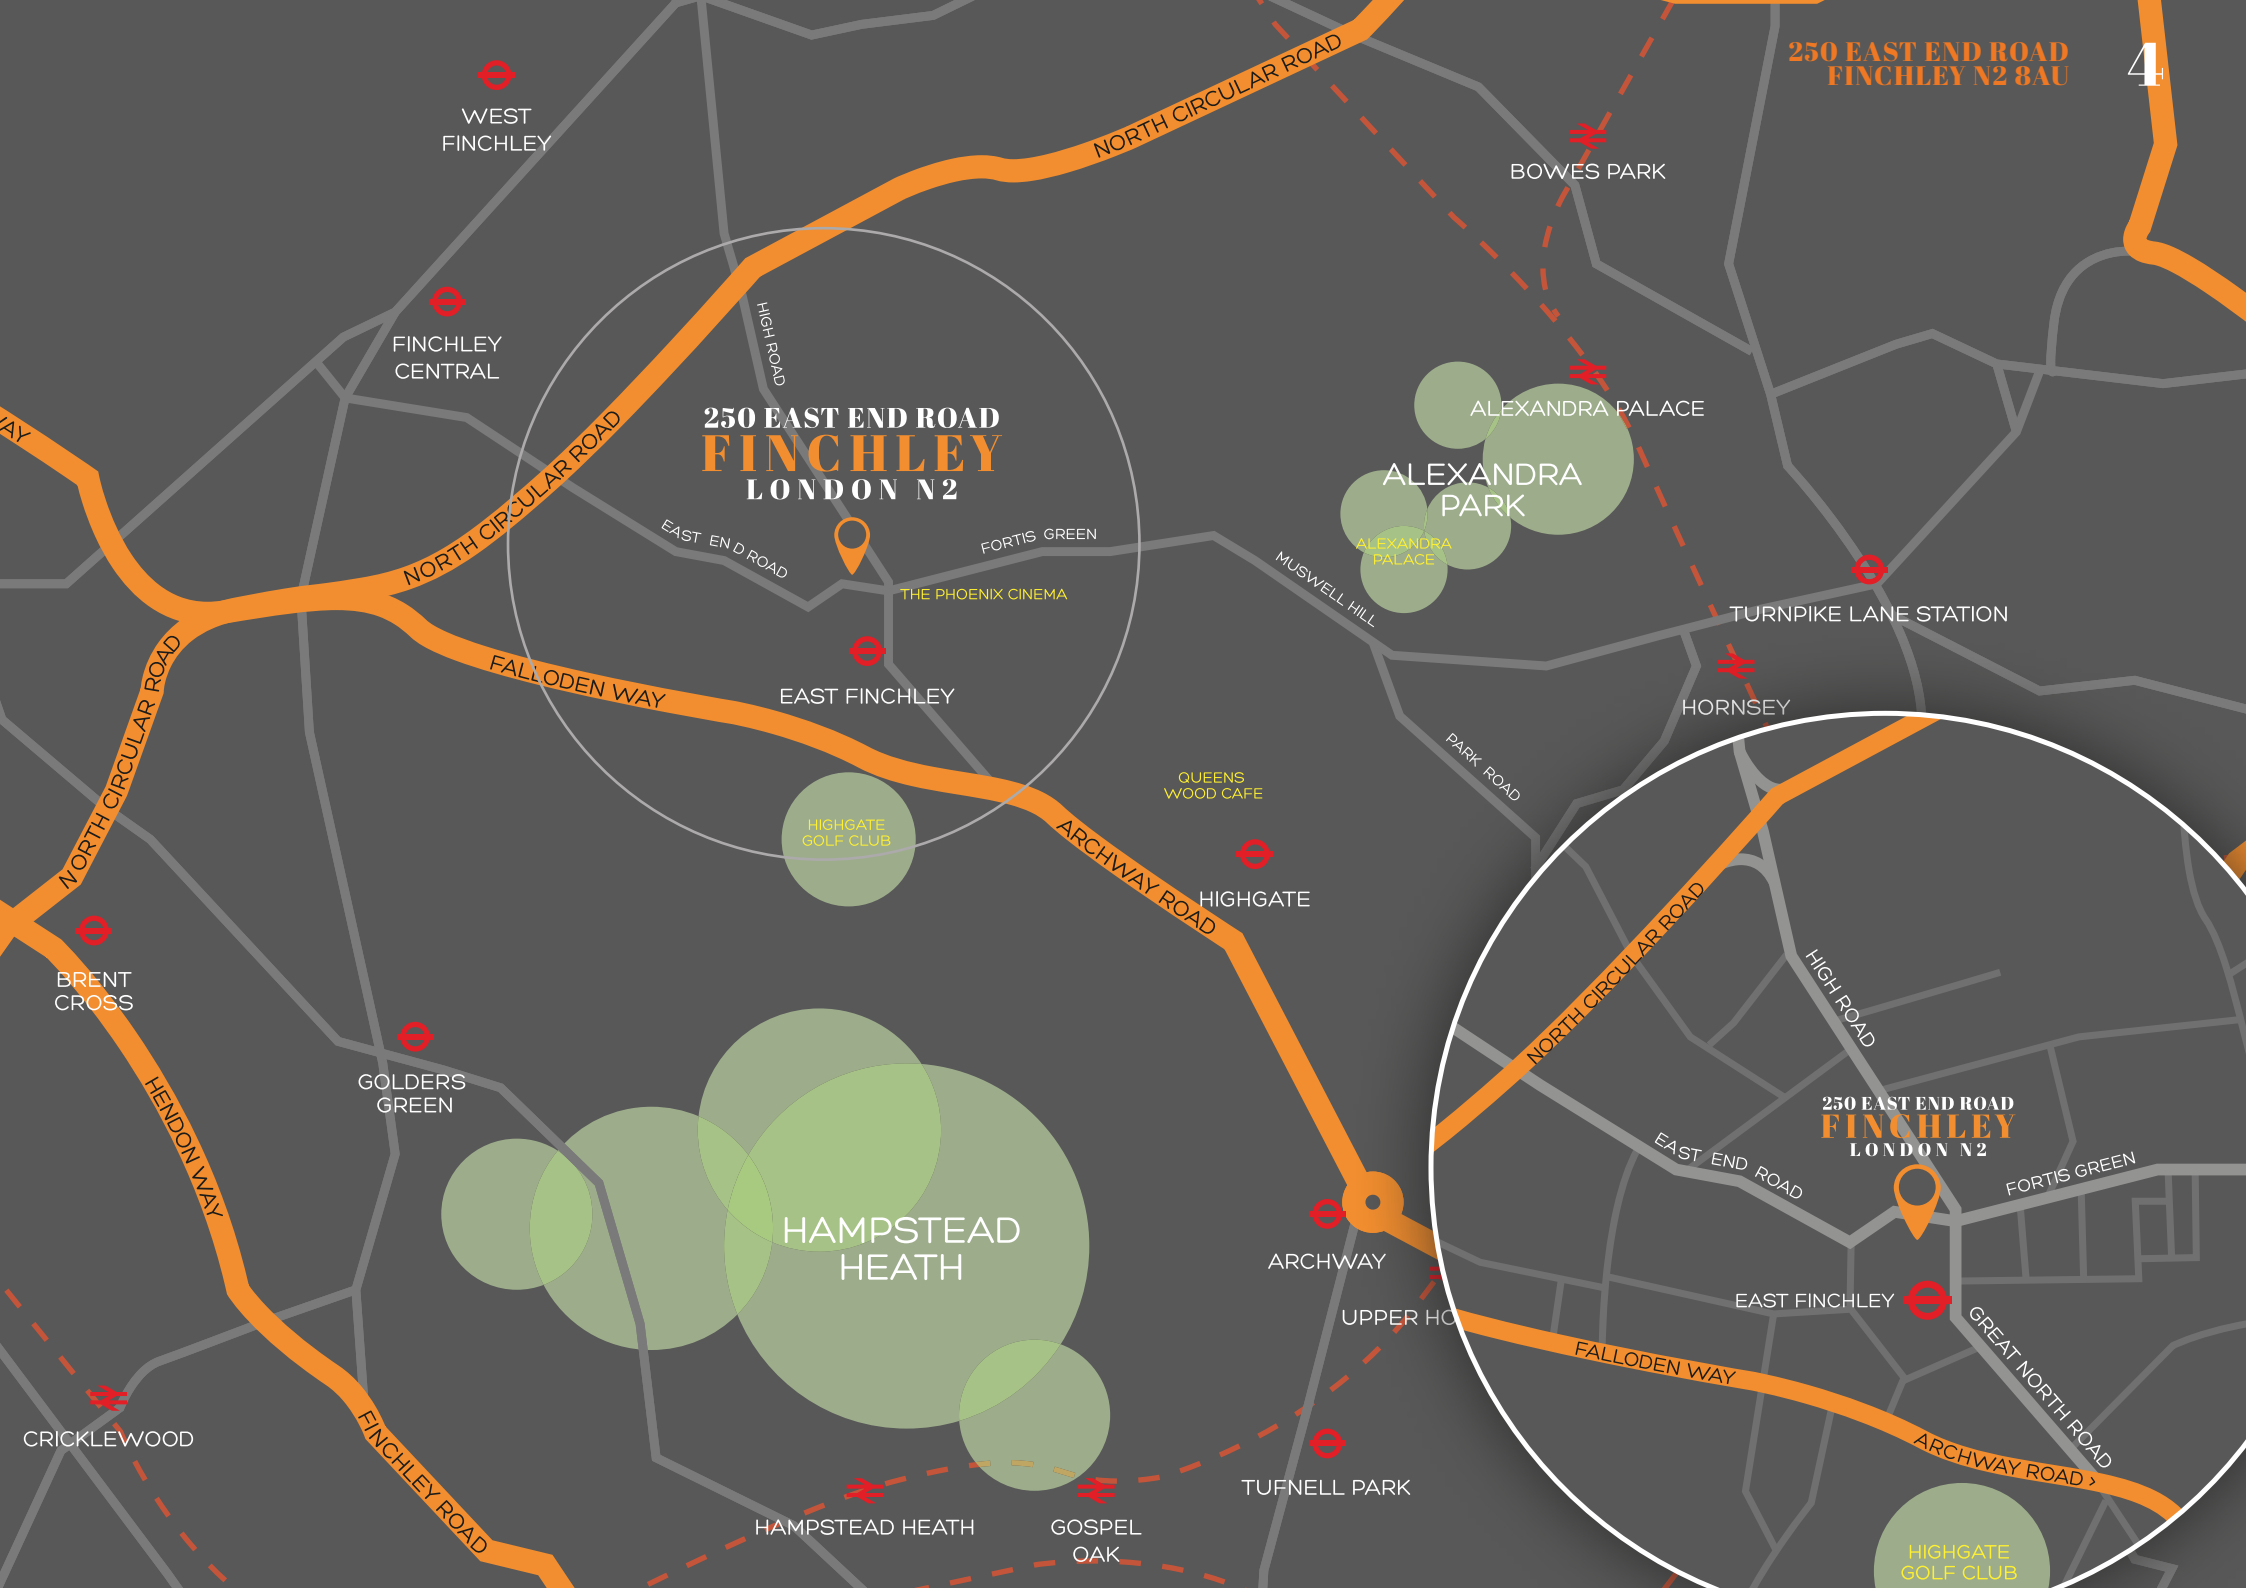 250 EAST END ROAD
FINCHLEY N2 8AU
4
WEST
FINCHLEY
NORTH CIRCULAR ROAD
BOWES PARK
FINCHLEY
CENTRAL
HIGH ROAD
250 EAST END ROAD
FINCHLEY
LONDON N2
NORTH CIRCULAR ROAD
ALEXANDRA PALACE
ALEXANDRA
PARK
ALEXANDRA
PALACE
EAST END ROAD
FORTIS GREEN
MUSWELL HILL
THE PHOENIX CINEMA
TURNPIKE LANE STATION
NORTH CIRCULAR ROAD
FALLODEN WAY
EAST FINCHLEY
HORNSEY
PARK ROAD
QUEENS
WOOD CAFE
HIGHGATE
GOLF CLUB
ARCHWAY ROAD
HIGHGATE
BRENT
CROSS
GOLDERS
GREEN
HENDON WAY
HAMPSTEAD
HEATH
ARCHWAY
UPPER HO
FINCHLEY ROAD
CRICKLEWOOD
TUFNELL PARK
HAMPSTEAD HEATH
GOSPEL
OAK
NORTH CIRCULAR ROAD
HIGH ROAD
250 EAST END ROAD
FINCHLEY
LONDON N2
EAST END ROAD
FORTIS GREEN
EAST FINCHLEY
GREAT NORTH ROAD
FALLODEN WAY
ARCHWAY ROAD >
HIGHGATE
GOLF CLUB